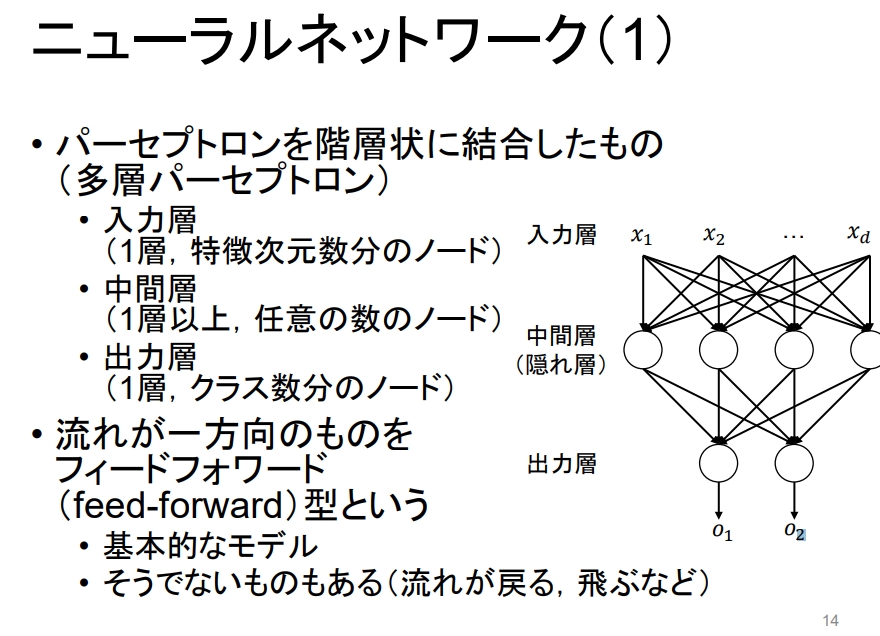 ニューラルネットワーク（1）
• パーセプトロンを階層状に結合したもの
（多層パーセプトロン）
• 入力層
（1層，特徴次元数分のノード）
• 中間層
（1層以上，任意の数のノード）
• 出力層
（1層，クラス数分のノード）
• 流れが一方向のものを
フィードフォワード
（feed-forward）型という
• 基本的なモデル
• そうでないものもある（流れが戻る，飛ぶなど）
入力層 x₁ x₂ … x_d
中間層
（隠れ層）
出力層
o₁ o₂
14